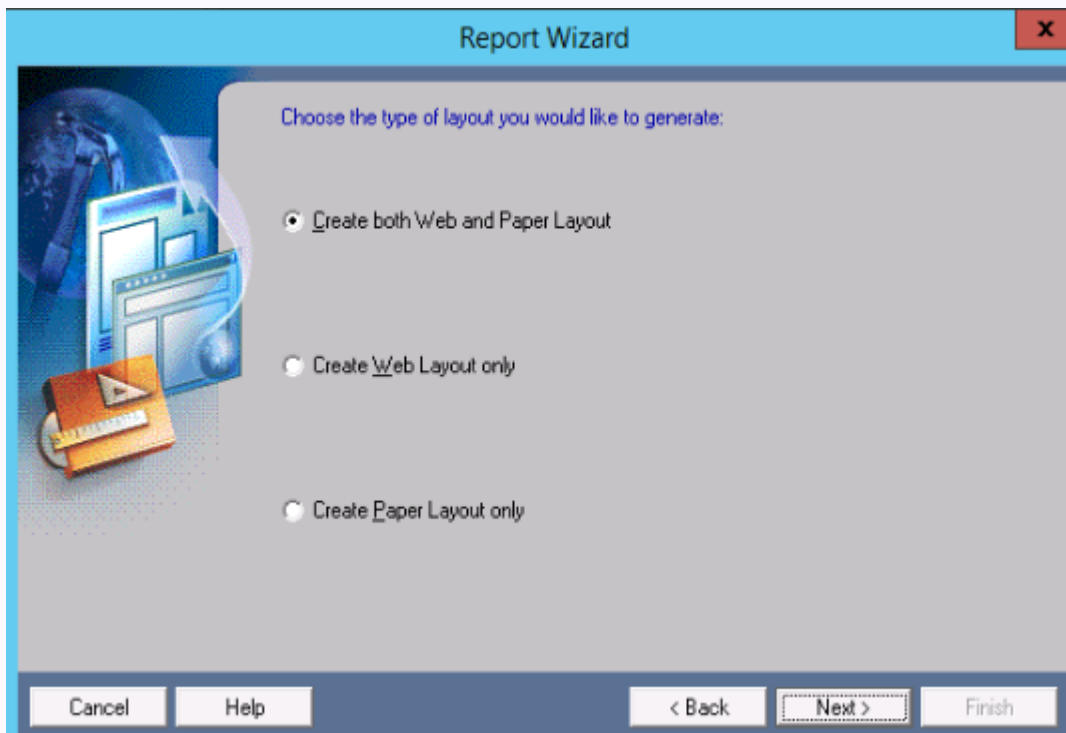 Report Wizard
x
Choose the type of layout you would like to generate:
Create both Web and Paper Layout
Create Web Layout only
Create Paper Layout only
Cancel
Help
< Back
Next >
Finish